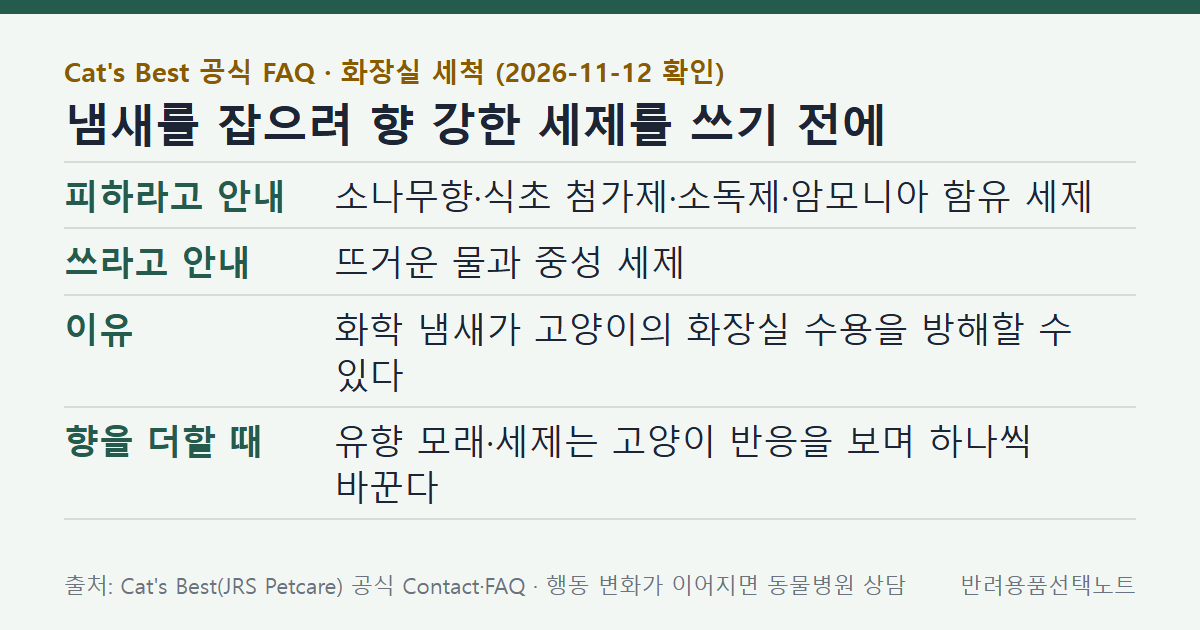 Cat's Best 공식 FAQ · 화장실 세척 (2026-11-12 확인)
냄새를 잡으려 향 강한 세제를 쓰기 전에
피하라고 안내 소나무향·식초 첨가제·소독제·암모니아 함유 세제
쓰라고 안내 뜨거운 물과 중성 세제
이유 화학 냄새가 고양이의 화장실 수용을 방해할 수
있다
향을 더할 때 유향 모래·세제는 고양이 반응을 보며 하나씩
바꾼다
출처: Cat's Best(JRS Petcare) 공식 Contact·FAQ · 행동 변화가 이어지면 동물병원 상담 반려용품선택노트